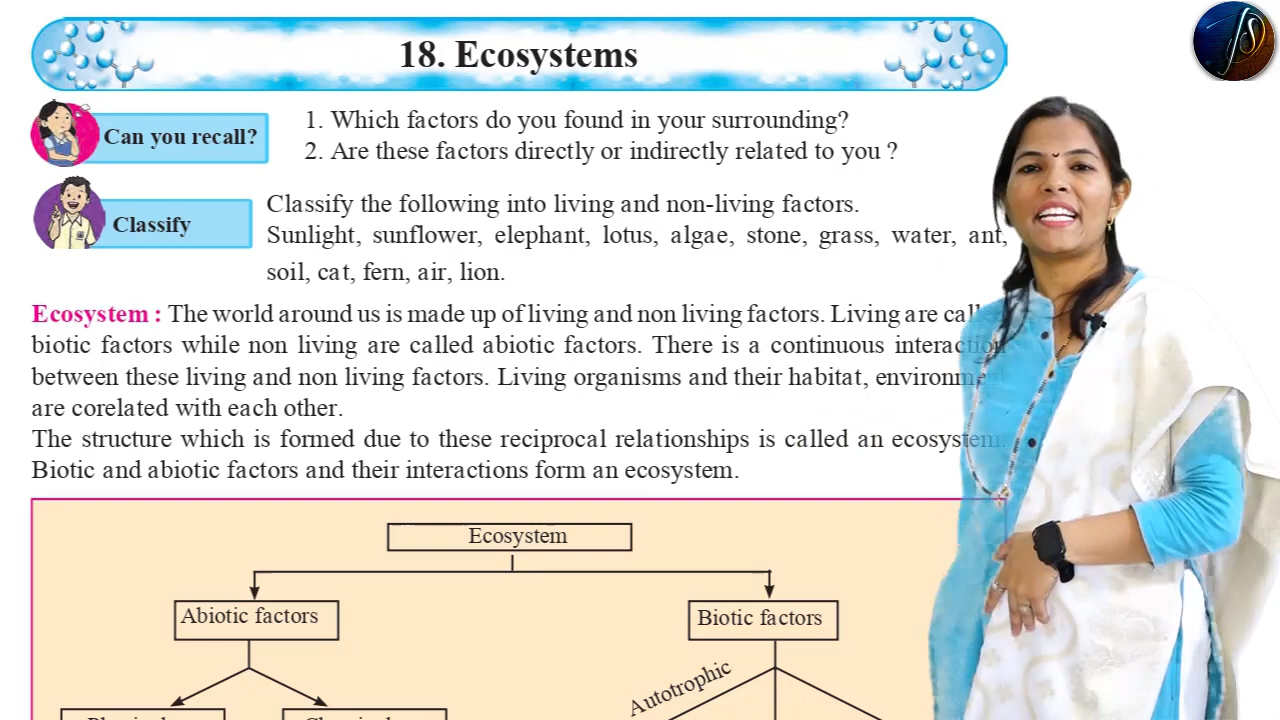 18. Ecosystems
Can you recall?
1. Which factors do you found in your surrounding?
2. Are these factors directly or indirectly related to you ?
Classify
Classify the following into living and non-living factors.
Sunlight, sunflower, elephant, lotus, algae, stone, grass, water, ant,
soil, cat, fern, air, lion.
Ecosystem : The world around us is made up of living and non living factors. Living are
biotic factors while non living are called abiotic factors. There is a continuous interaction
between these living and non living factors. Living organisms and their habitat,
are corelated with each other.
The structure which is formed due to these reciprocal relationships is called an ecosystem.
Biotic and abiotic factors and their interactions form an ecosystem.
Ecosystem
Abiotic factors
Biotic factors
Autotrophic